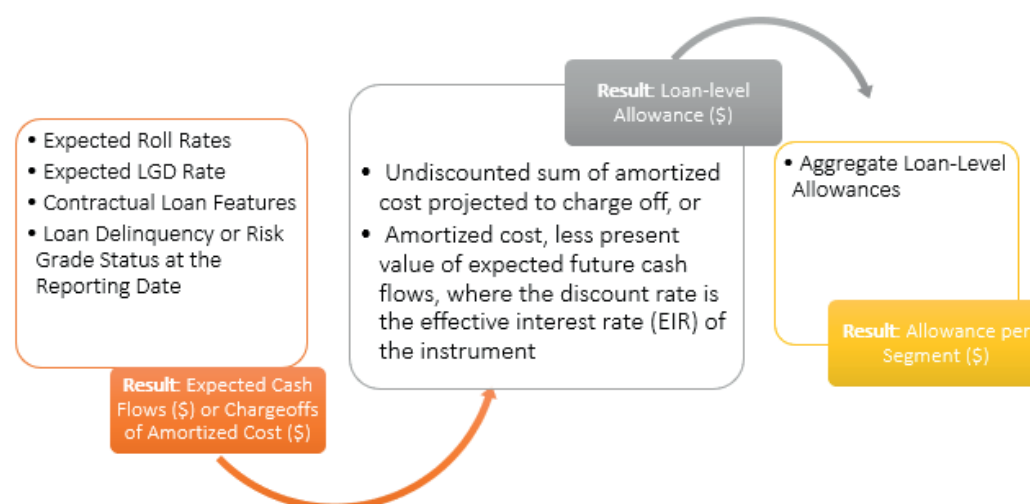 • Expected Roll Rates
• Expected LGD Rate
• Contractual Loan Features
• Loan Delinquency or Risk
Grade Status at the
Reporting Date
Result: Expected Cash
Flows ($) or Chargeoffs
of Amortized Cost ($)
Result: Loan-level
Allowance ($)
• Undiscounted sum of amortized
cost projected to charge off, or
• Amortized cost, less present
value of expected future cash
flows, where the discount rate is
the effective interest rate (EIR) of
the instrument
• Aggregate Loan-Level
Allowances
Result: Allowance per
Segment ($)